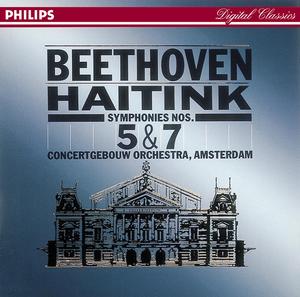 PHILIPS
Digital Classics
BEETHOVEN
HAITINK
SYMPHONIES NOS.
5 & 7
CONCERTGEBOUW ORCHESTRA, AMSTERDAM